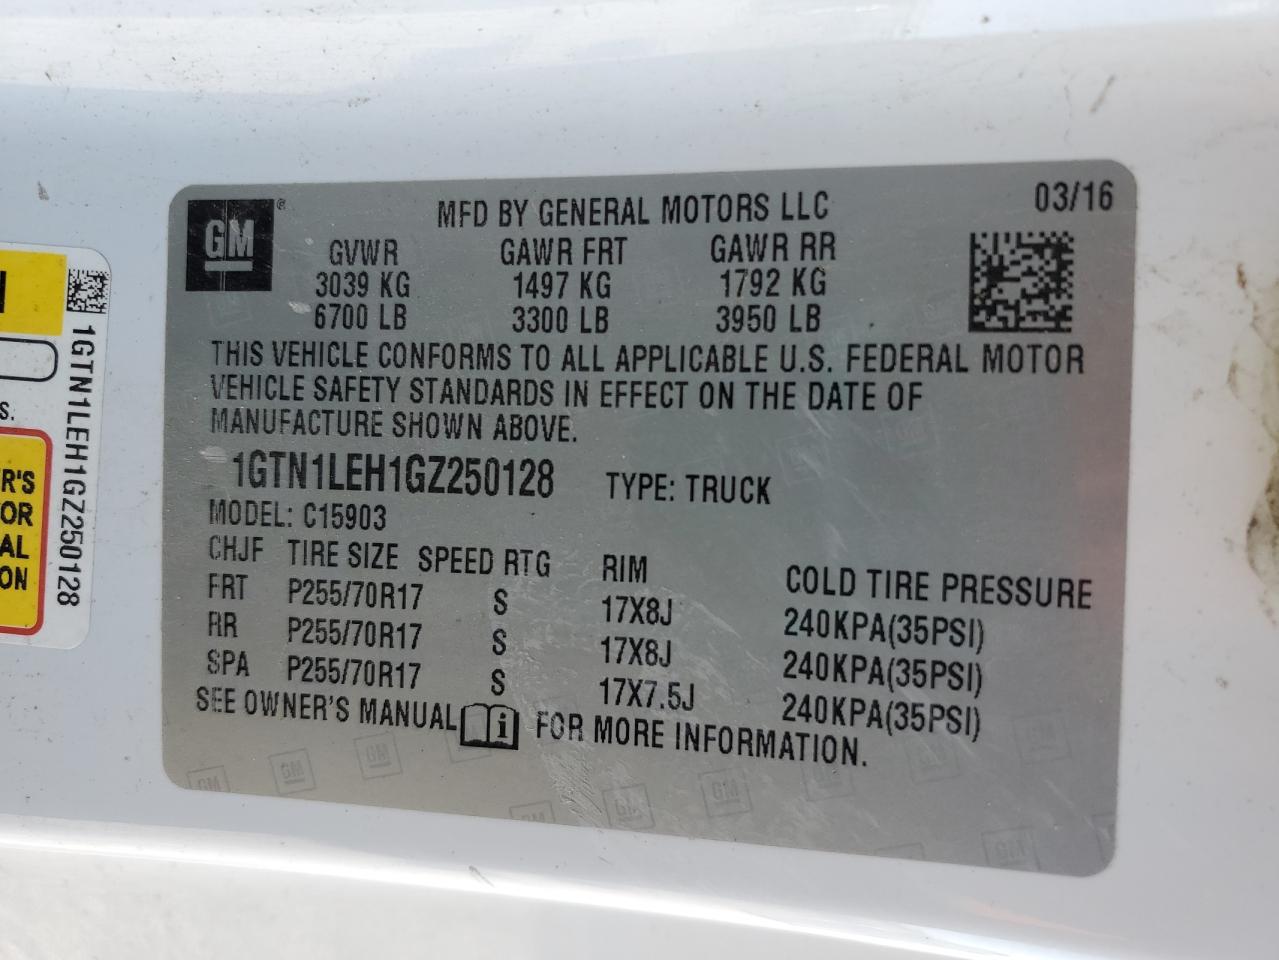 GM
®
MFD BY GENERAL MOTORS LLC
03/16
GVWR GAWR FRT GAWR RR
3039 KG 1497 KG 1792 KG
6700 LB 3300 LB 3950 LB
THIS VEHICLE CONFORMS TO ALL APPLICABLE U.S. FEDERAL MOTOR
VEHICLE SAFETY STANDARDS IN EFFECT ON THE DATE OF
MANUFACTURE SHOWN ABOVE.
1GTN1LEH1GZ250128 TYPE: TRUCK
MODEL: C15903
CHJF TIRE SIZE SPEED RTG RIM COLD TIRE PRESSURE
FRT P255/70R17 S 17X8J 240KPA(35PSI)
RR P255/70R17 S 17X8J 240KPA(35PSI)
SPA P255/70R17 S 17X7.5J 240KPA(35PSI)
SEE OWNER'S MANUAL i FOR MORE INFORMATION.
1GTN1LEH1GZ250128
S.
R'S
OR
AL
ON